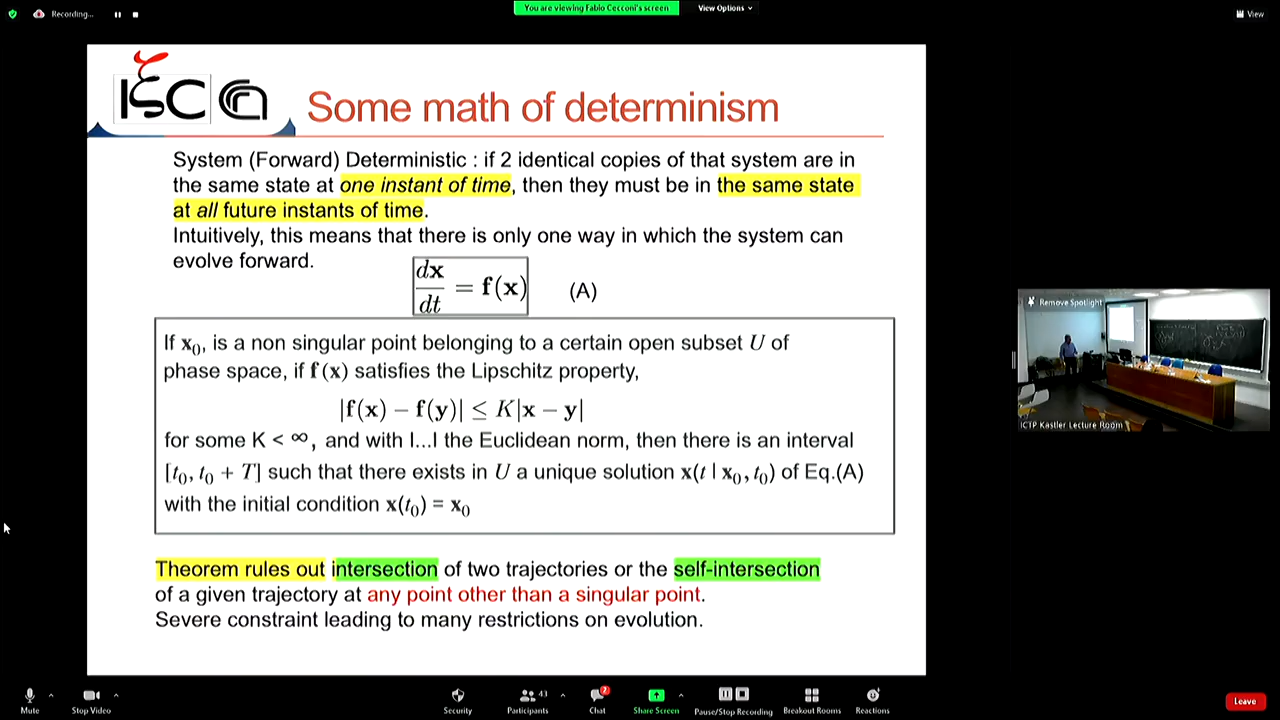 Recording...
You are viewing Fabio Cecconi's screen
View Options
View
Some math of determinism
System (Forward) Deterministic : if 2 identical copies of that system are in
the same state at one instant of time, then they must be in the same state
at all future instants of time.
Intuitively, this means that there is only one way in which the system can
evolve forward.
dx/dt = f(x) (A)
If x₀, is a non singular point belonging to a certain open subset U of
phase space, if f(x) satisfies the Lipschitz property,
|f(x) – f(y)| ≤ K|x – y|
for some K < ∞, and with I...I the Euclidean norm, then there is an interval
[t₀, t₀ + T] such that there exists in U a unique solution x(t | x₀, t₀) of Eq.(A)
with the initial condition x(t₀) = x₀
Theorem rules out intersection of two trajectories or the self-intersection
of a given trajectory at any point other than a singular point.
Severe constraint leading to many restrictions on evolution.
Remove Spotlight
ICTP Kastler Lecture Room
Mute
Stop Video
Security
Participants
43
Chat
2
Share Screen
Pause/Stop Recording
Breakout Rooms
Reactions
Leave